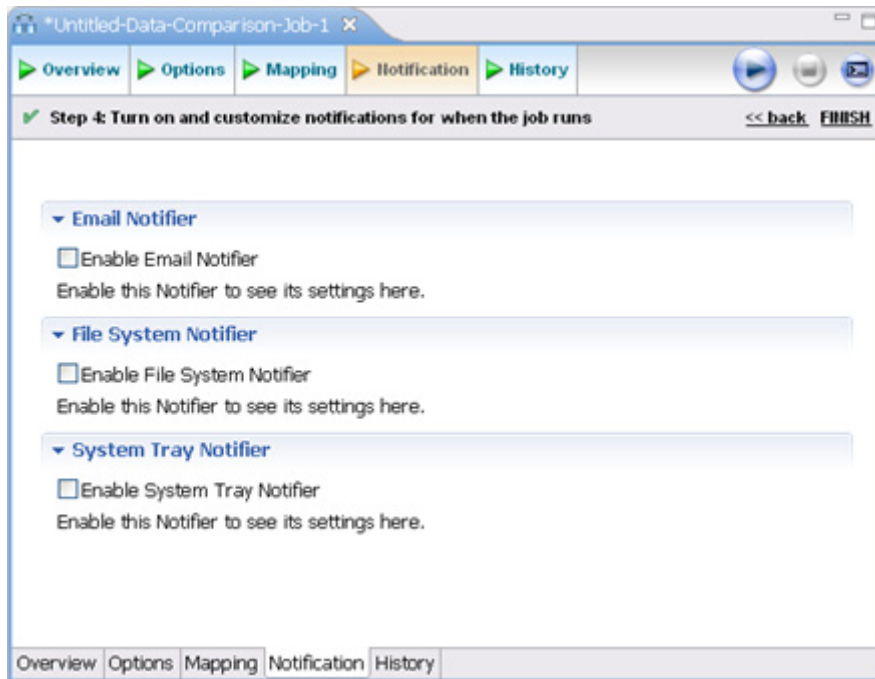 *Untitled-Data-Comparison-Job-1
Overview Options Mapping Notification History
Step 4: Turn on and customize notifications for when the job runs << back FINISH
Email Notifier
Enable Email Notifier
Enable this Notifier to see its settings here.
File System Notifier
Enable File System Notifier
Enable this Notifier to see its settings here.
System Tray Notifier
Enable System Tray Notifier
Enable this Notifier to see its settings here.
Overview Options Mapping Notification History